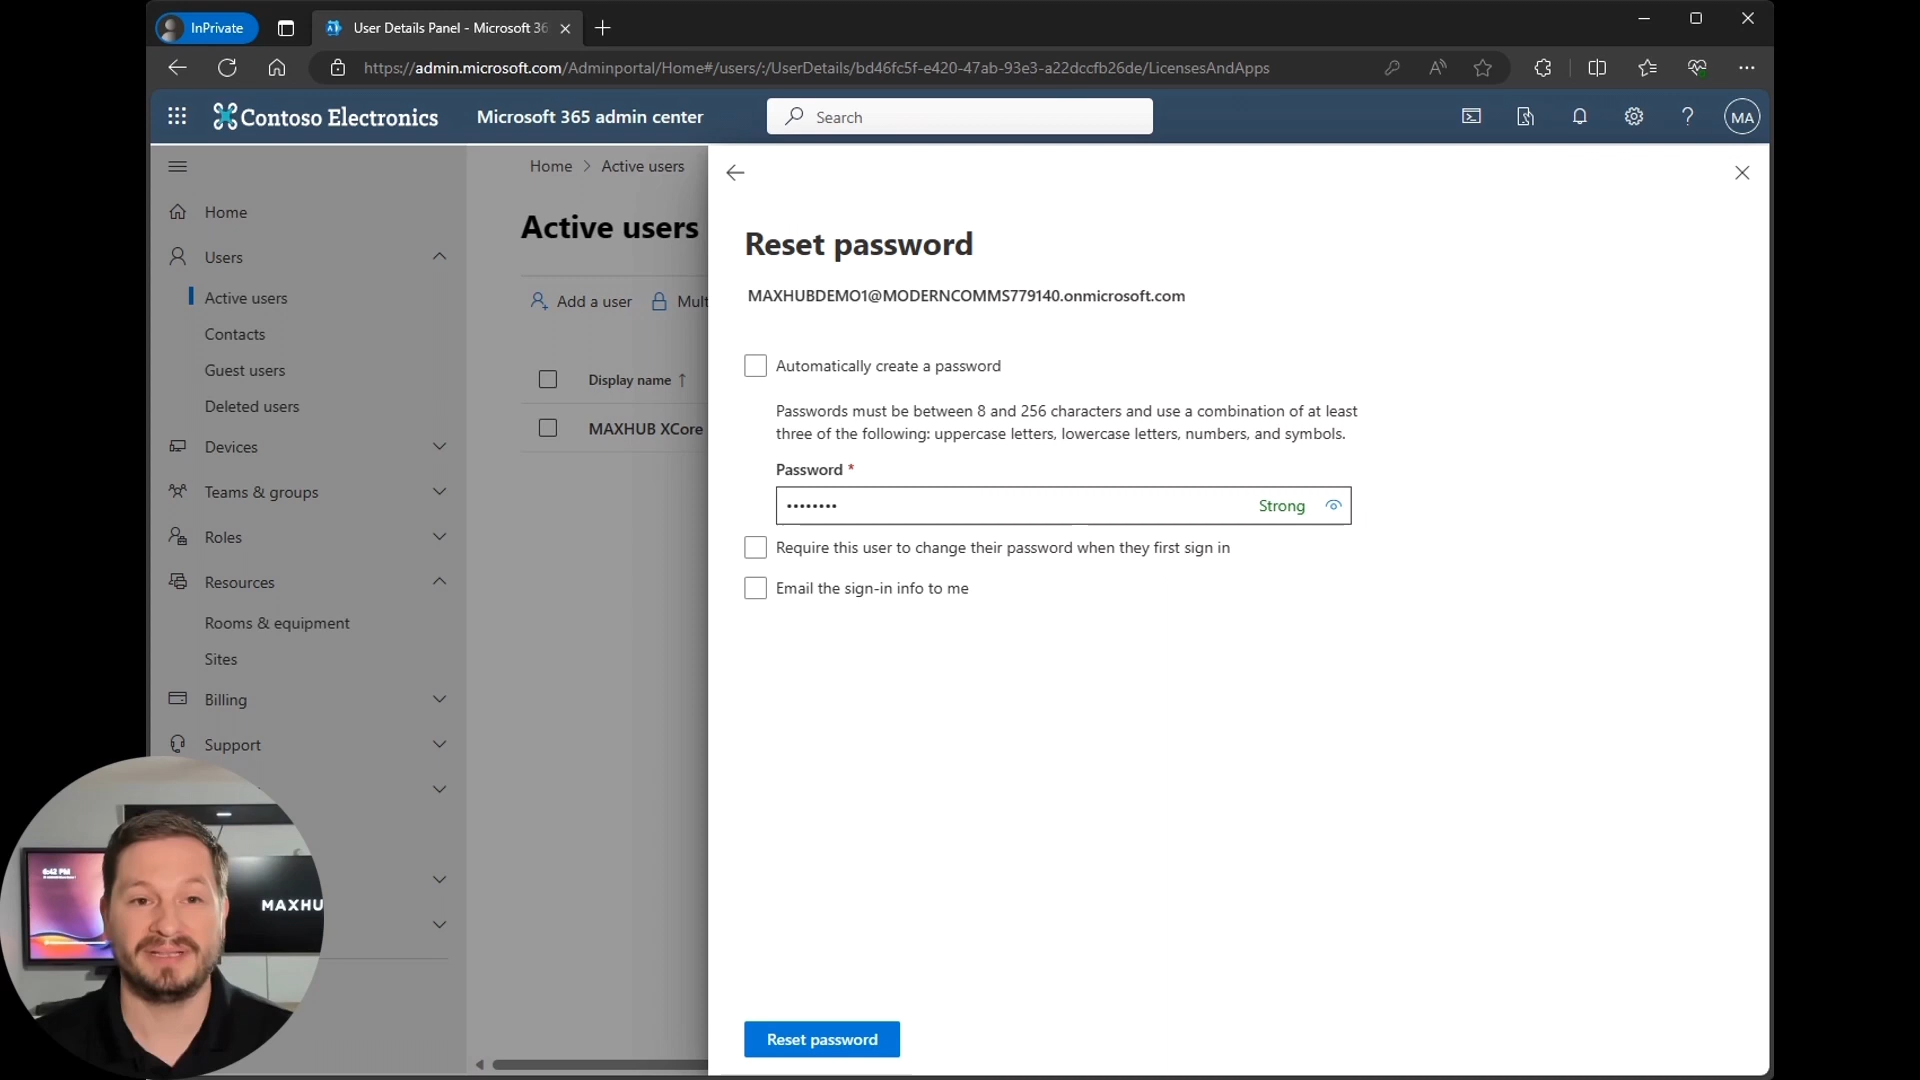 InPrivate
User Details Panel - Microsoft 36
https://admin.microsoft.com/Adminportal/Home#/users/:/UserDetails/bd46fc5f-e420-47ab-93e3-a22dccfb26de/LicensesAndApps
Contoso Electronics
Microsoft 365 admin center
Search
MA
Home
Users
Active users
Contacts
Guest users
Deleted users
Devices
Teams & groups
Roles
Resources
Rooms & equipment
Sites
Billing
Support
Home > Active users
Active users
Add a user
Mult
Display name ↑
MAXHUB XCore
Reset password
MAXHUBDEMO1@MODERNCOMMS779140.onmicrosoft.com
Automatically create a password
Passwords must be between 8 and 256 characters and use a combination of at least
three of the following: uppercase letters, lowercase letters, numbers, and symbols.
Password *
•••••••• Strong
Require this user to change their password when they first sign in
Email the sign-in info to me
Reset password
6:42 PM
MAXHU